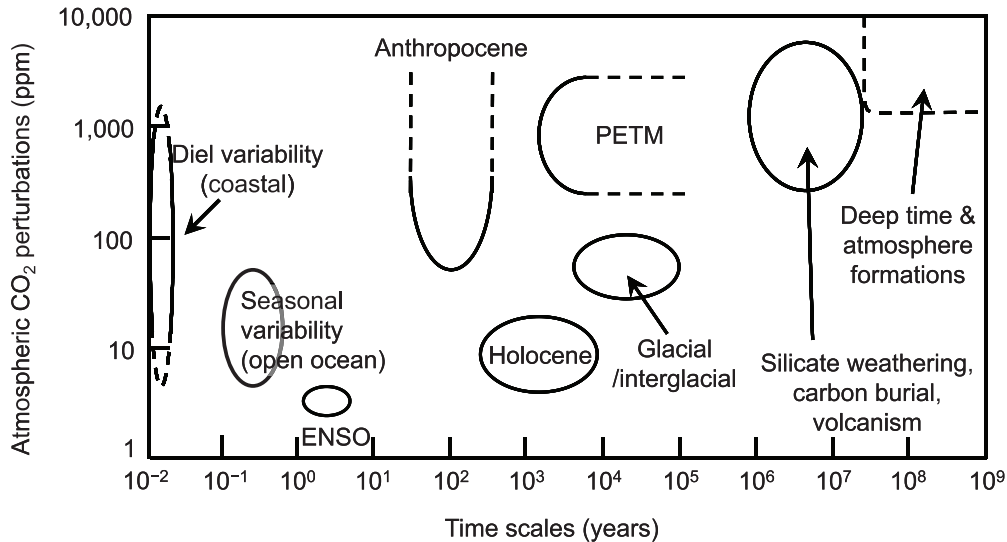 Atmospheric CO₂ perturbations (ppm)
10,000
1,000
100
10
1
Anthropocene
PETM
Diel variability
(coastal)
Deep time &
atmosphere
formations
Seasonal
variability
(open ocean)
Holocene
Glacial
/interglacial
Silicate weathering,
carbon burial,
volcanism
ENSO
10⁻² 10⁻¹ 10⁰ 10¹ 10² 10³ 10⁴ 10⁵ 10⁶ 10⁷ 10⁸ 10⁹
Time scales (years)